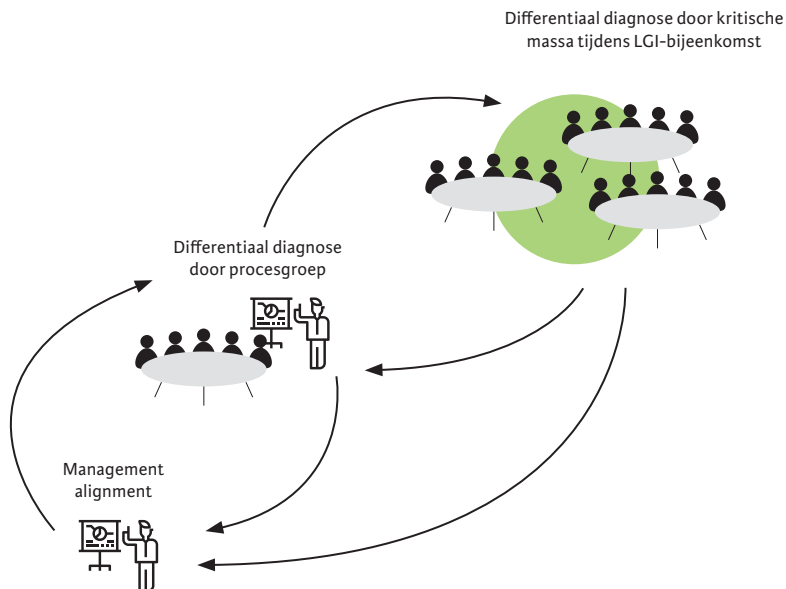 Differentiaal diagnose door kritische
massa tijdens LGI-bijeenkomst
Differentiaal diagnose
door procesgroep
Management
alignment